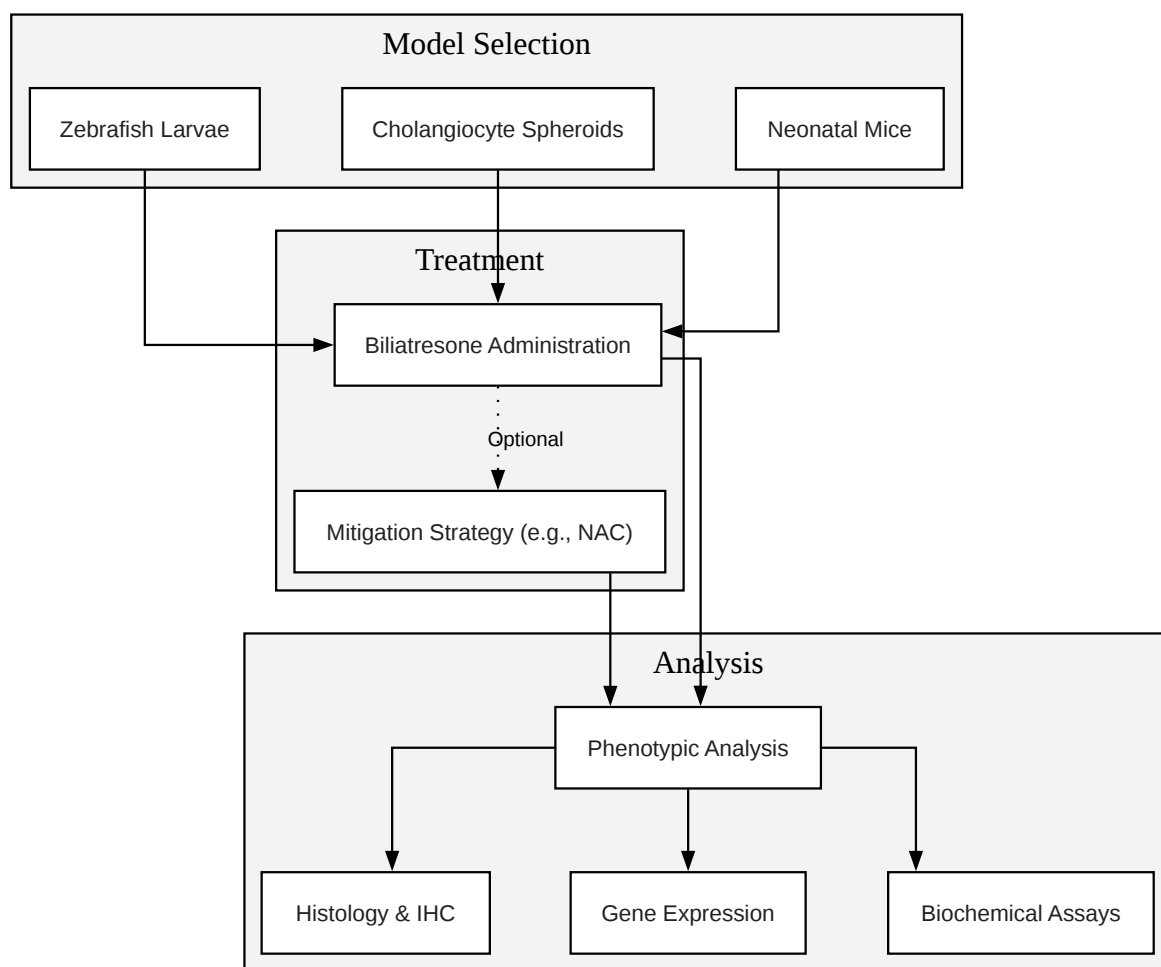 Model Selection
Zebrafish Larvae
Cholangiocyte Spheroids
Neonatal Mice
Treatment
Biliatresone Administration
Optional
Mitigation Strategy (e.g., NAC)
Analysis
Phenotypic Analysis
Histology & IHC
Gene Expression
Biochemical Assays